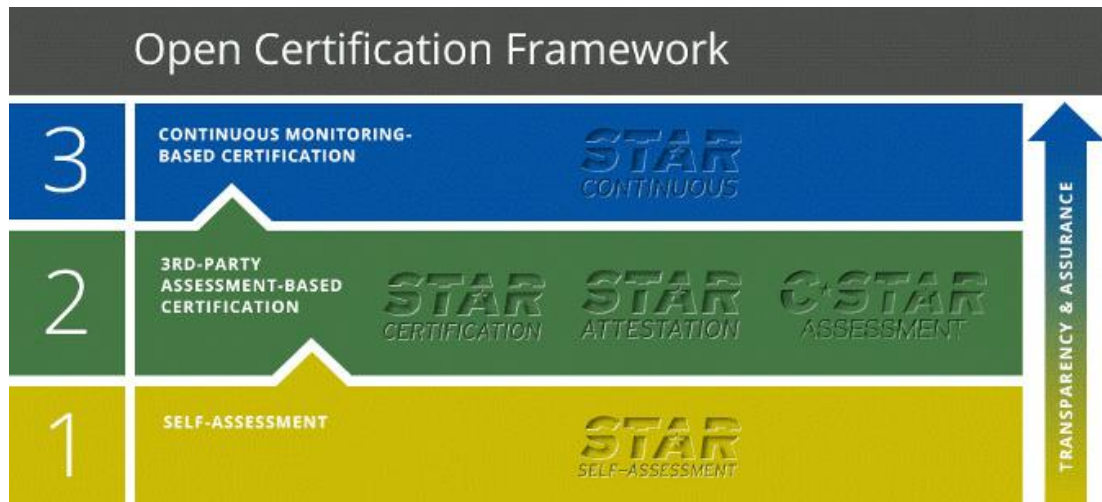 Open Certification Framework
3
CONTINUOUS MONITORING-
BASED CERTIFICATION
STAR
CONTINUOUS
2
3RD-PARTY
ASSESSMENT-BASED
CERTIFICATION
STAR
CERTIFICATION
STAR
ATTESTATION
C★STAR
ASSESSMENT
1
SELF-ASSESSMENT
STAR
SELF-ASSESSMENT
TRANSPARENCY & ASSURANCE